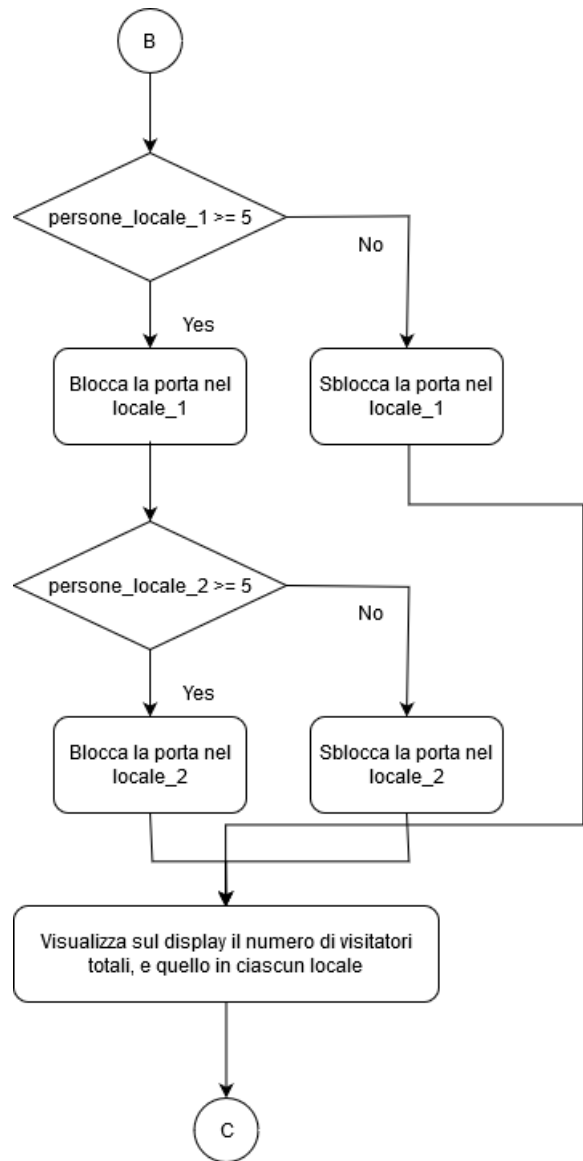 B
persone_locale_1 >= 5
No
Yes
Blocca la porta nel
locale_1
Sblocca la porta nel
locale_1
persone_locale_2 >= 5
No
Yes
Blocca la porta nel
locale_2
Sblocca la porta nel
locale_2
Visualizza sul display il numero di visitatori
totali, e quello in ciascun locale
C